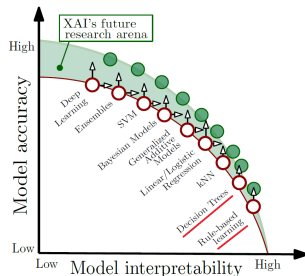 XAI's future
research arena
High
Model accuracy
Low
Deep
Learning
Ensembles
SVM
Bayesian Models
Generalized
Additive
Models
Linear/Logistic
Regression
kNN
Decision Trees
Rule-based
learning
Low
Model interpretability
High